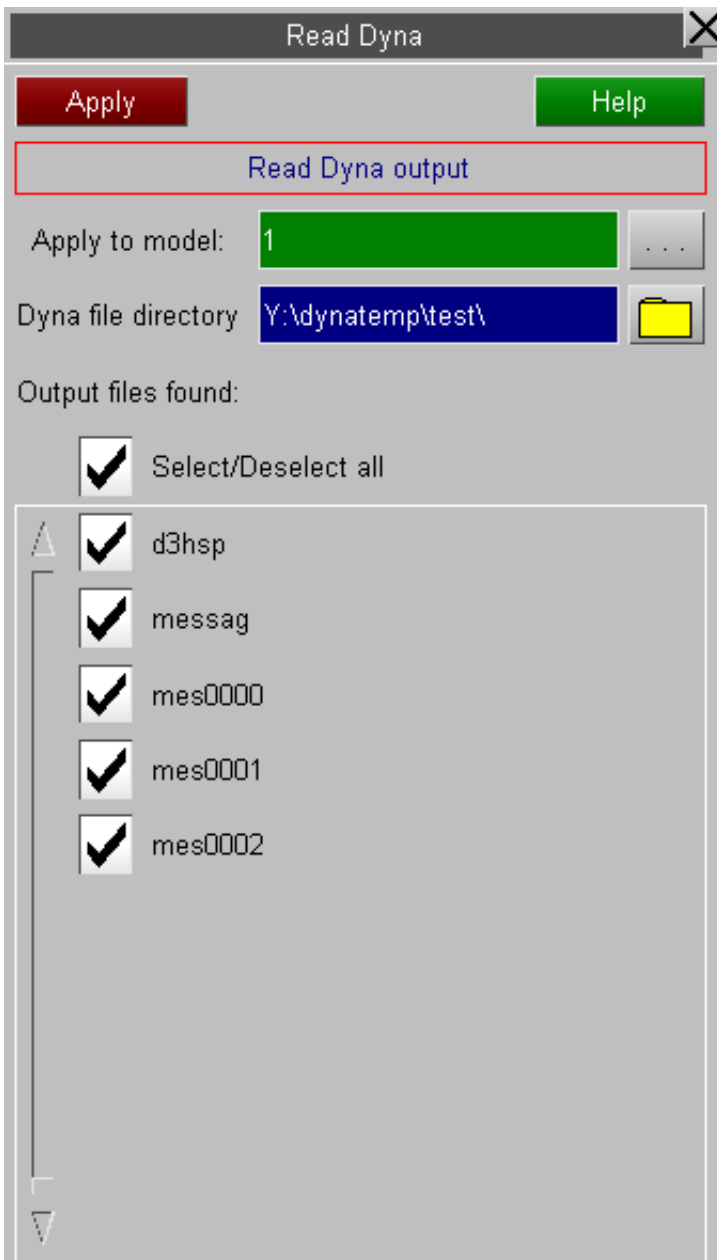 Read Dyna
Apply Help
Read Dyna output
Apply to model: 1 ...
Dyna file directory Y:\dynatemp\test\
Output files found:
Select/Deselect all
d3hsp
messag
mes0000
mes0001
mes0002